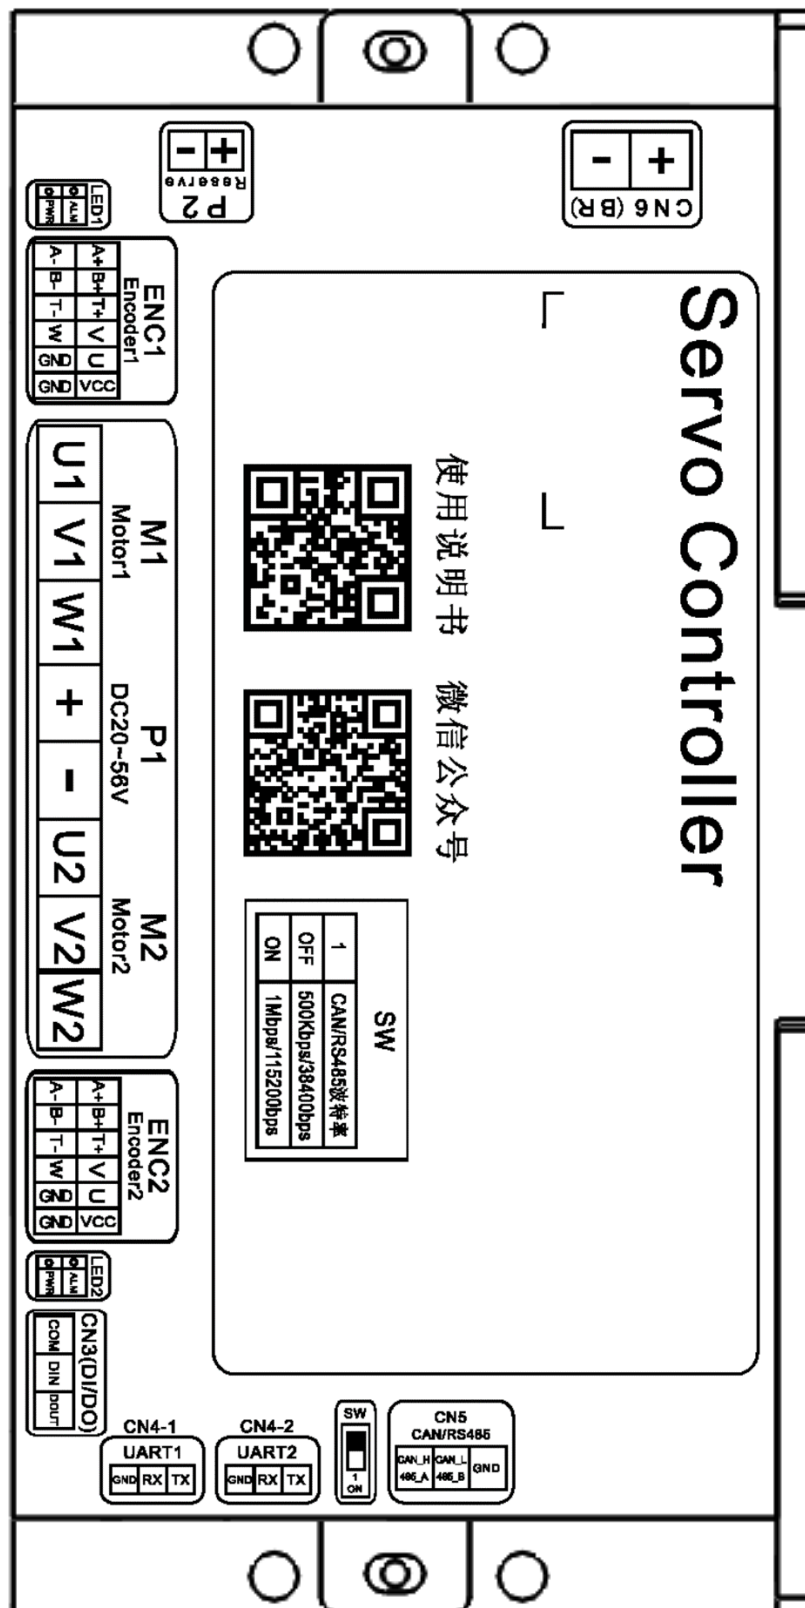 P2
Reserve
- +
CN6 (BR)
- +
LED1
ALM
PWR
ENC1
Encoder1
A+ B+ T+ V U VCC
A- B- T- W GND GND
M1
Motor1
P1
DC20~56V
M2
Motor2
U1 V1 W1 + - U2 V2 W2
ENC2
Encoder2
A+ B+ T+ V U VCC
A- B- T- W GND GND
LED2
ALM
PWR
CN3(DI/DO)
COM DIN DOUT
Servo Controller
使用说明书
微信公众号
SW
1 CAN/RS485波特率
OFF 500Kbps/38400bps
ON 1Mbps/115200bps
CN4-1
UART1
GND RX TX
CN4-2
UART2
GND RX TX
SW
1
ON
CN5
CAN/RS485
CAN_H CAN_L GND
485_A 485_B